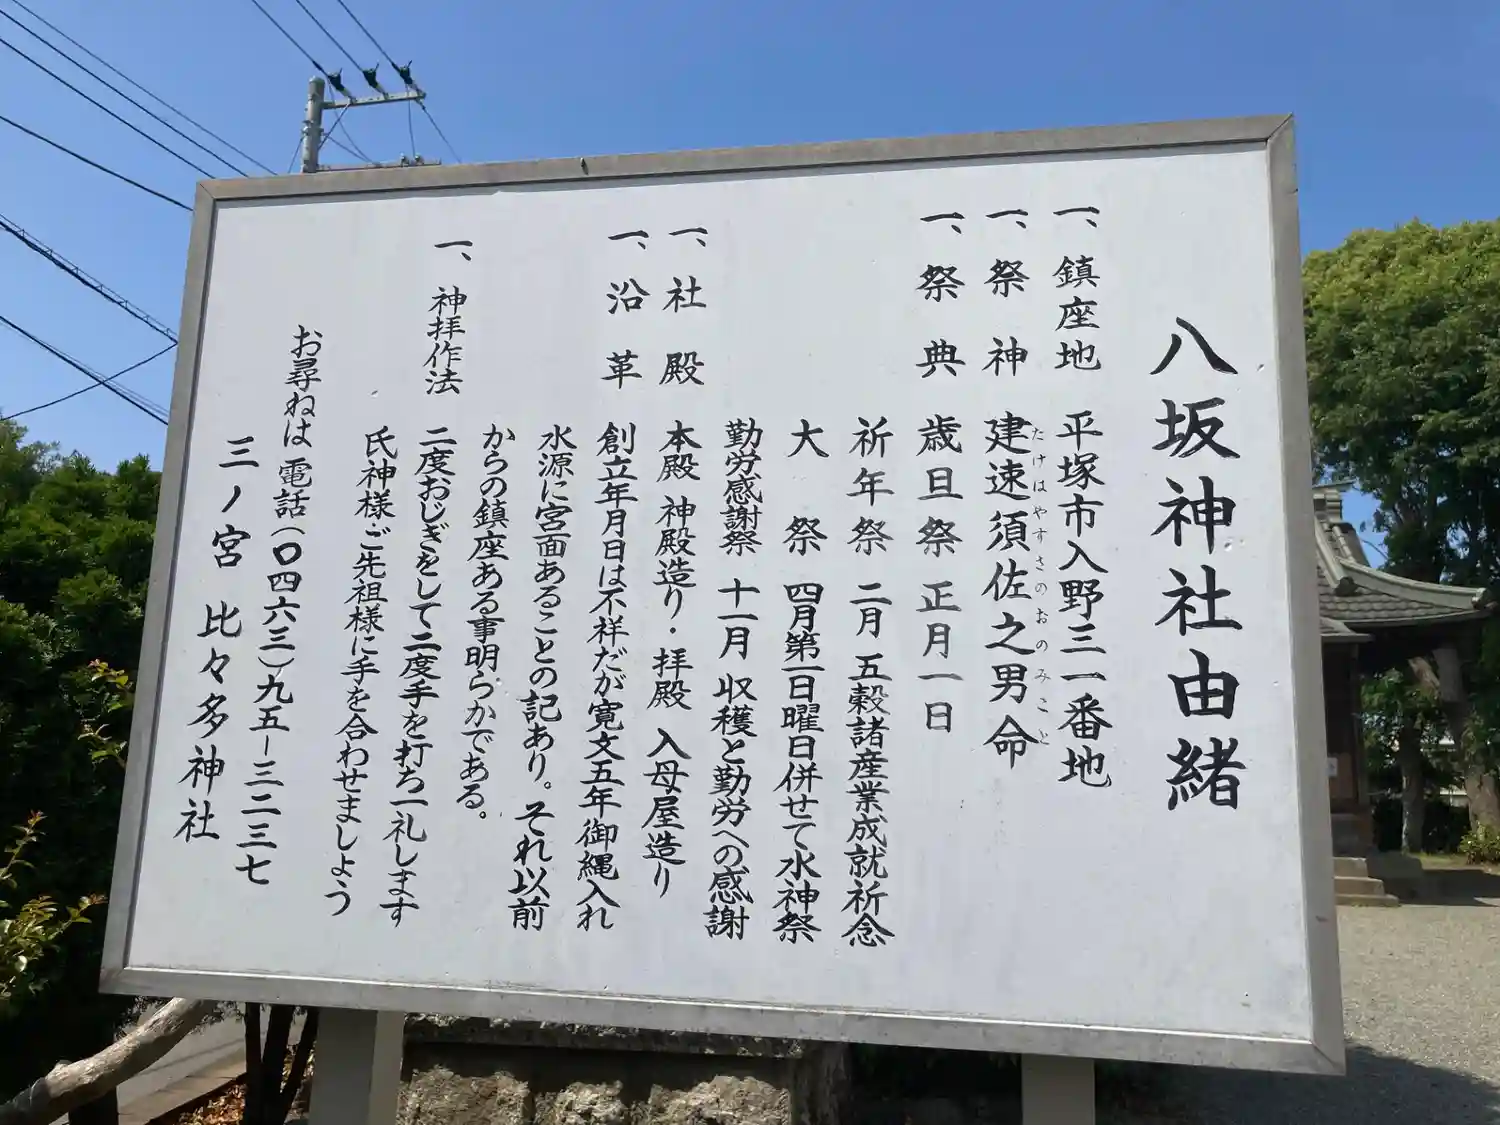 八坂神社由緒
一、鎮座地 平塚市入野三一番地
一、祭神 建速須佐之男命
たけはやすさのおのみこと
一、祭典 歳旦祭 正月一日
祈年祭 二月 五穀諸産業成就祈念
大祭 四月第一日曜日併せて水神祭
勤労感謝祭 十一月 収穫と勤労への感謝
一、社殿 本殿 神殿造り・拝殿 入母屋造り
一、沿革 創立年月日は不祥だが寛文五年御縄入れ
水源に宮面あることの記あり。それ以前
からの鎮座ある事明らかである。
一、神拝作法 二度おじぎをして二度手を打ち一礼します
氏神様ご先祖様に手を合わせましよう
お尋ねは 電話(〇四六三)九五ー三二三七
三ノ宮 比々多神社